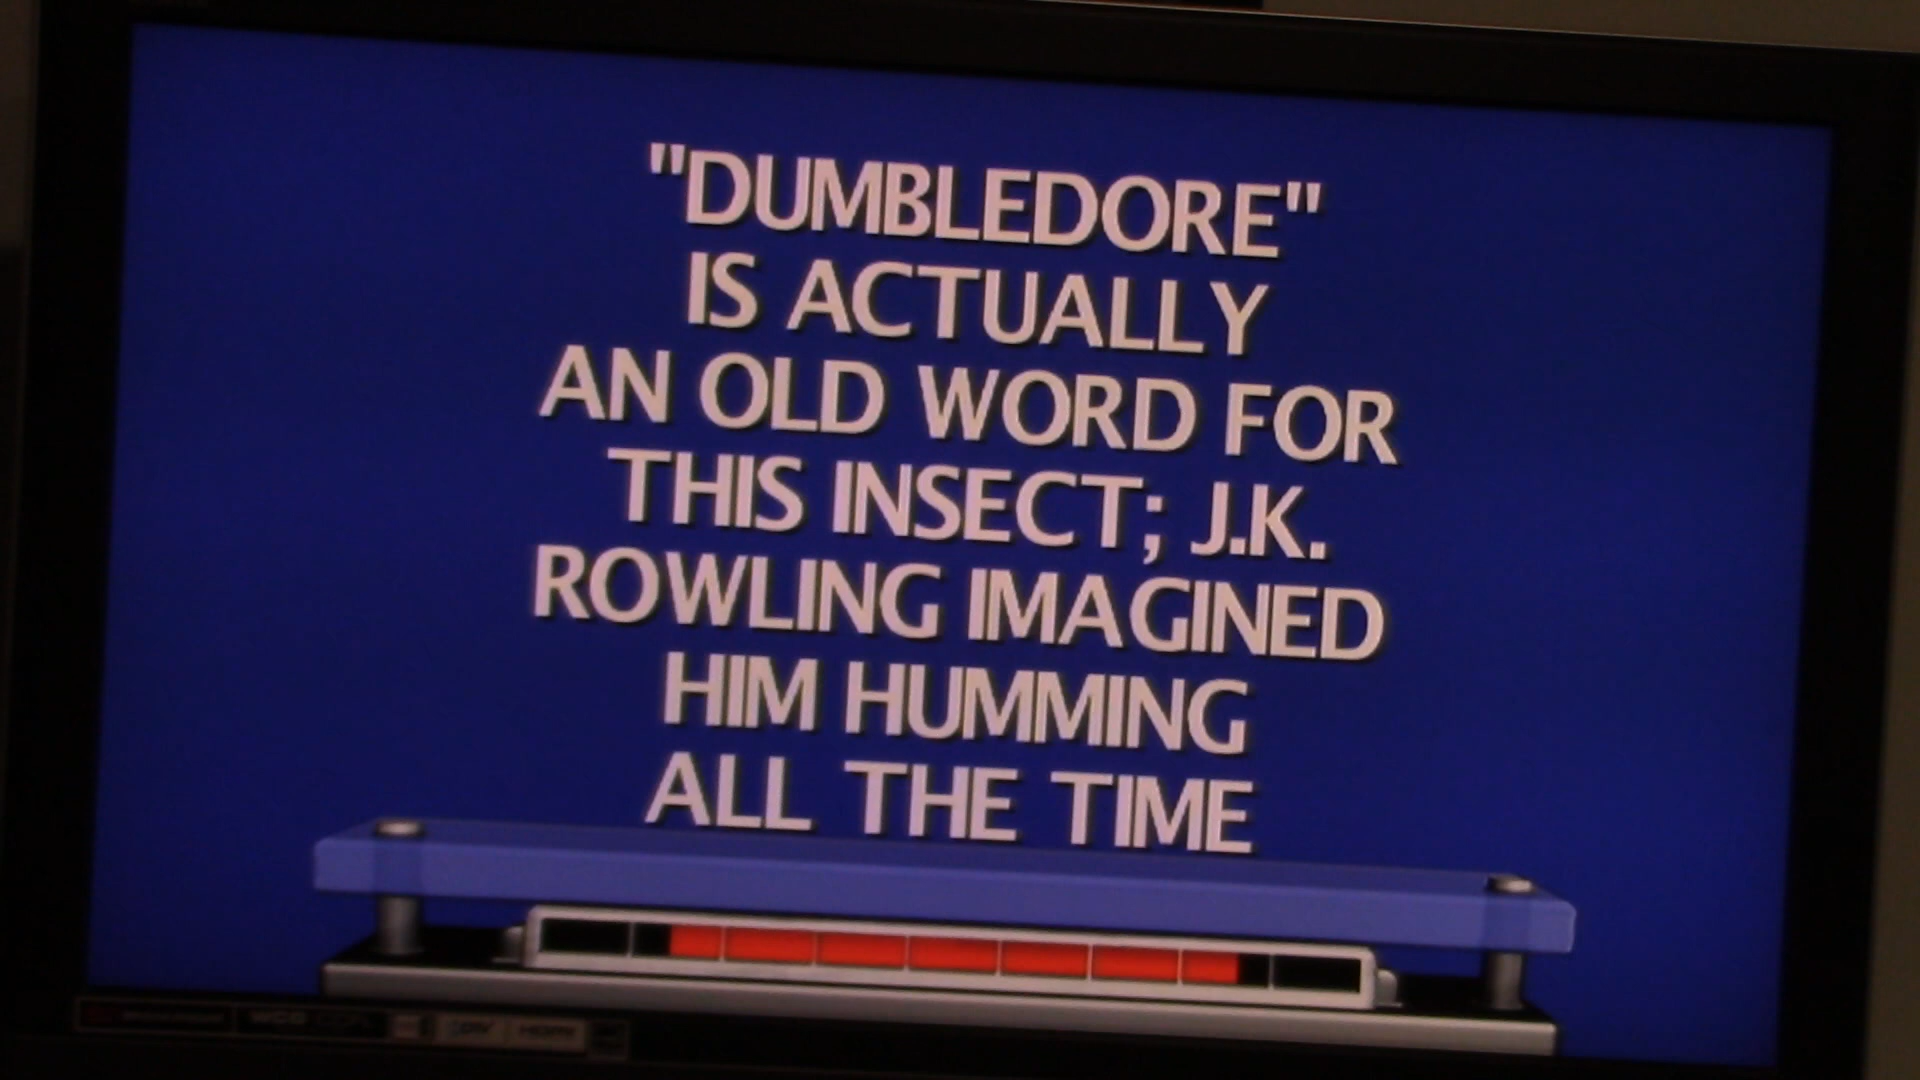 "DUMBLEDORE"
IS ACTUALLY
AN OLD WORD FOR
THIS INSECT; J.K.
ROWLING IMAGINED
HIM HUMMING
ALL THE TIME